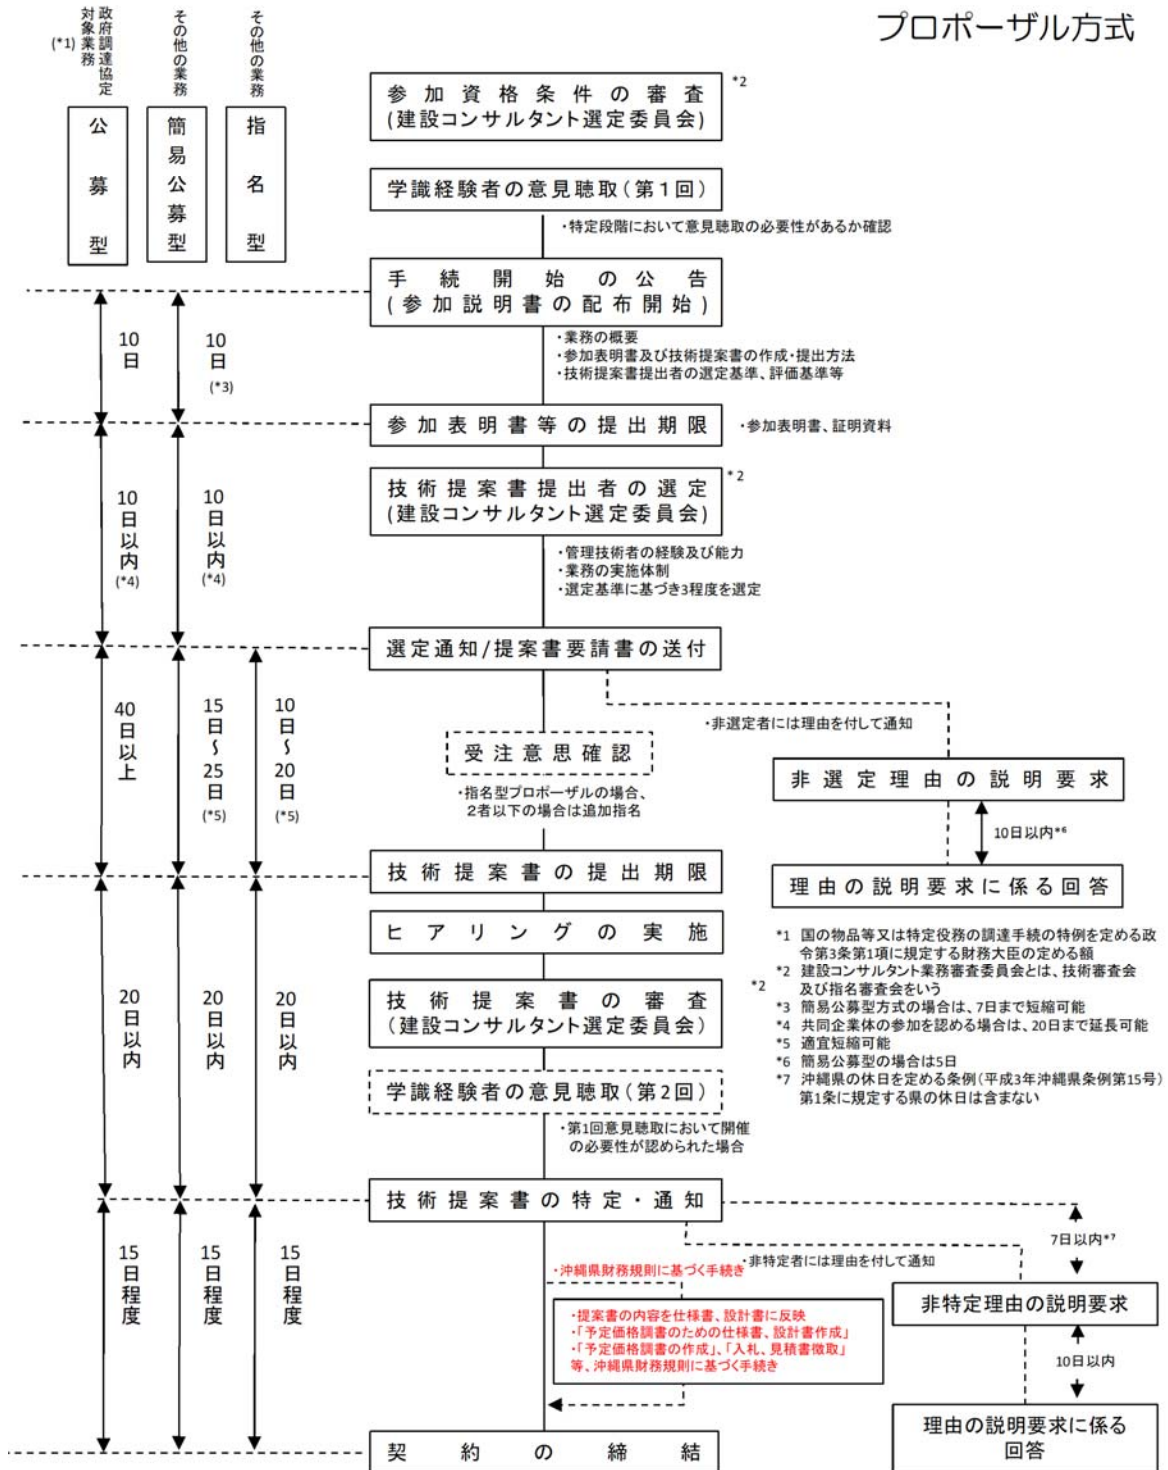 プロポーザル方式
政府調達協定
対象業務
(*1)
その他の業務
その他の業務
公募型
簡易公募型
指名型
参加資格条件の審査
(建設コンサルタント選定委員会)
*2
学識経験者の意見聴取(第1回)
・特定段階において意見聴取の必要性があるか確認
手続開始の公告
(参加説明書の配布開始)
・業務の概要
・参加表明書及び技術提案書の作成・提出方法
・技術提案書提出者の選定基準、評価基準等
10日
10日
(*3)
参加表明書等の提出期限
・参加表明書、証明資料
技術提案書提出者の選定
(建設コンサルタント選定委員会)
*2
・管理技術者の経験及び能力
・業務の実施体制
・選定基準に基づき3程度を選定
10日以内
(*4)
10日以内
(*4)
選定通知/提案書要請書の送付
・非選定者には理由を付して通知
40日以上
15日~25日
(*5)
10日~20日
(*5)
受注意思確認
・指名型プロポーザルの場合、
2者以下の場合は追加指名
非選定理由の説明要求
10日以内*6
理由の説明要求に係る回答
技術提案書の提出期限
ヒアリングの実施
技術提案書の審査
(建設コンサルタント選定委員会)
*2
学識経験者の意見聴取(第2回)
・第1回意見聴取において開催
の必要性が認められた場合
20日以内
20日以内
20日以内
*1 国の物品等又は特定役務の調達手続の特例を定める政
令第3条第1項に規定する財務大臣の定める額
*2 建設コンサルタント業務審査委員会とは、技術審査会
及び指名審査会をいう
*3 簡易公募型方式の場合は、7日まで短縮可能
*4 共同企業体の参加を認める場合は、20日まで延長可能
*5 適宜短縮可能
*6 簡易公募型の場合は5日
*7 沖縄県の休日を定める条例(平成3年沖縄県条例第15号)
第1条に規定する県の休日は含まない
技術提案書の特定・通知
7日以内*7
・非特定者には理由を付して通知
・沖縄県財務規則に基づく手続き
・提案書の内容を仕様書、設計書に反映
・「予定価格調書のための仕様書、設計書作成」
・「予定価格調書の作成」、「入札、見積書徴取」
等、沖縄県財務規則に基づく手続き
非特定理由の説明要求
10日以内
理由の説明要求に係る
回答
15日程度
15日程度
15日程度
契約の締結